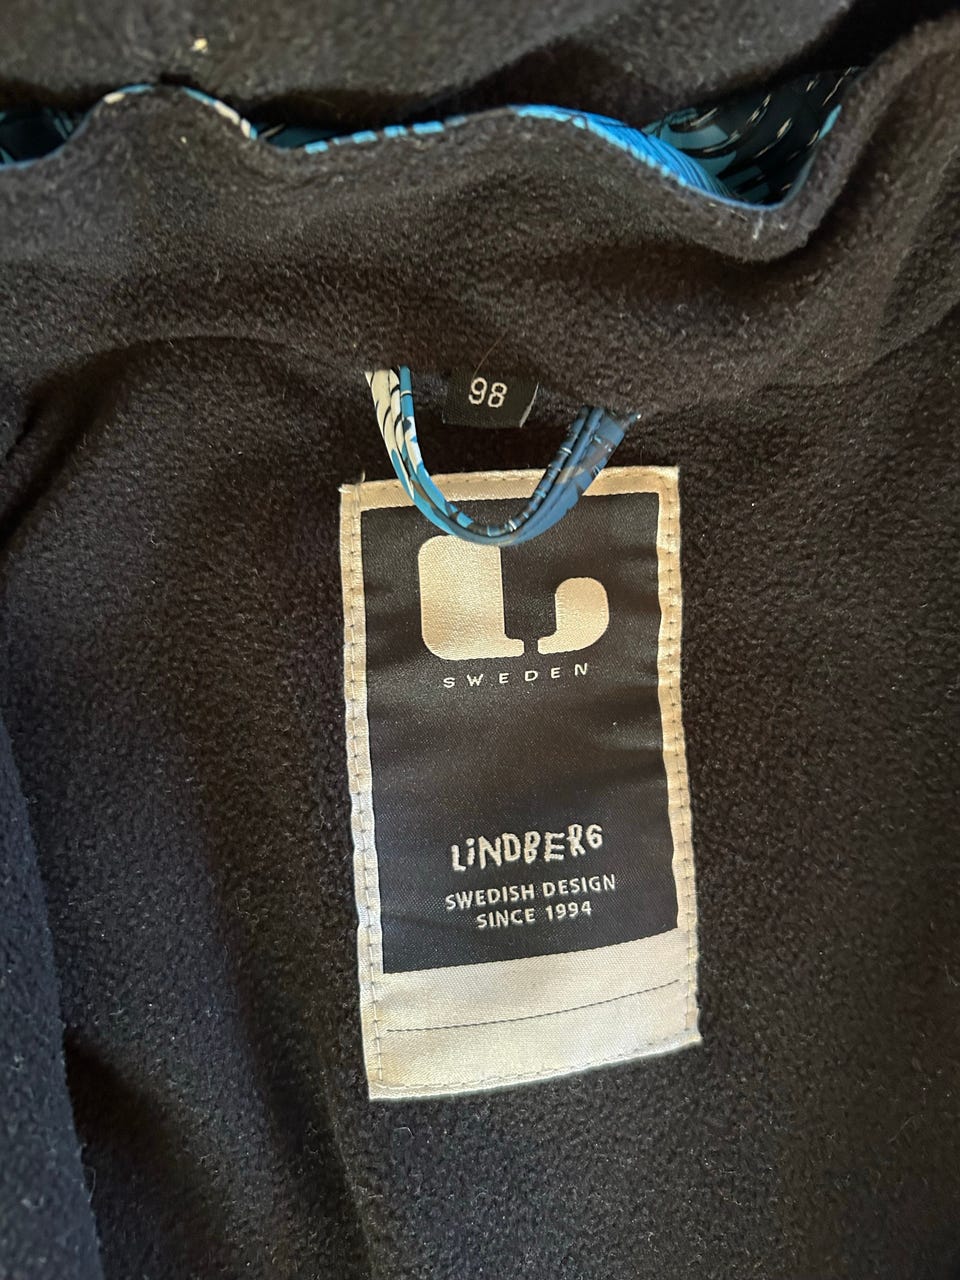 98
SWEDEN
LiNDBERG
SWEDISH DESIGN
SINCE 1994